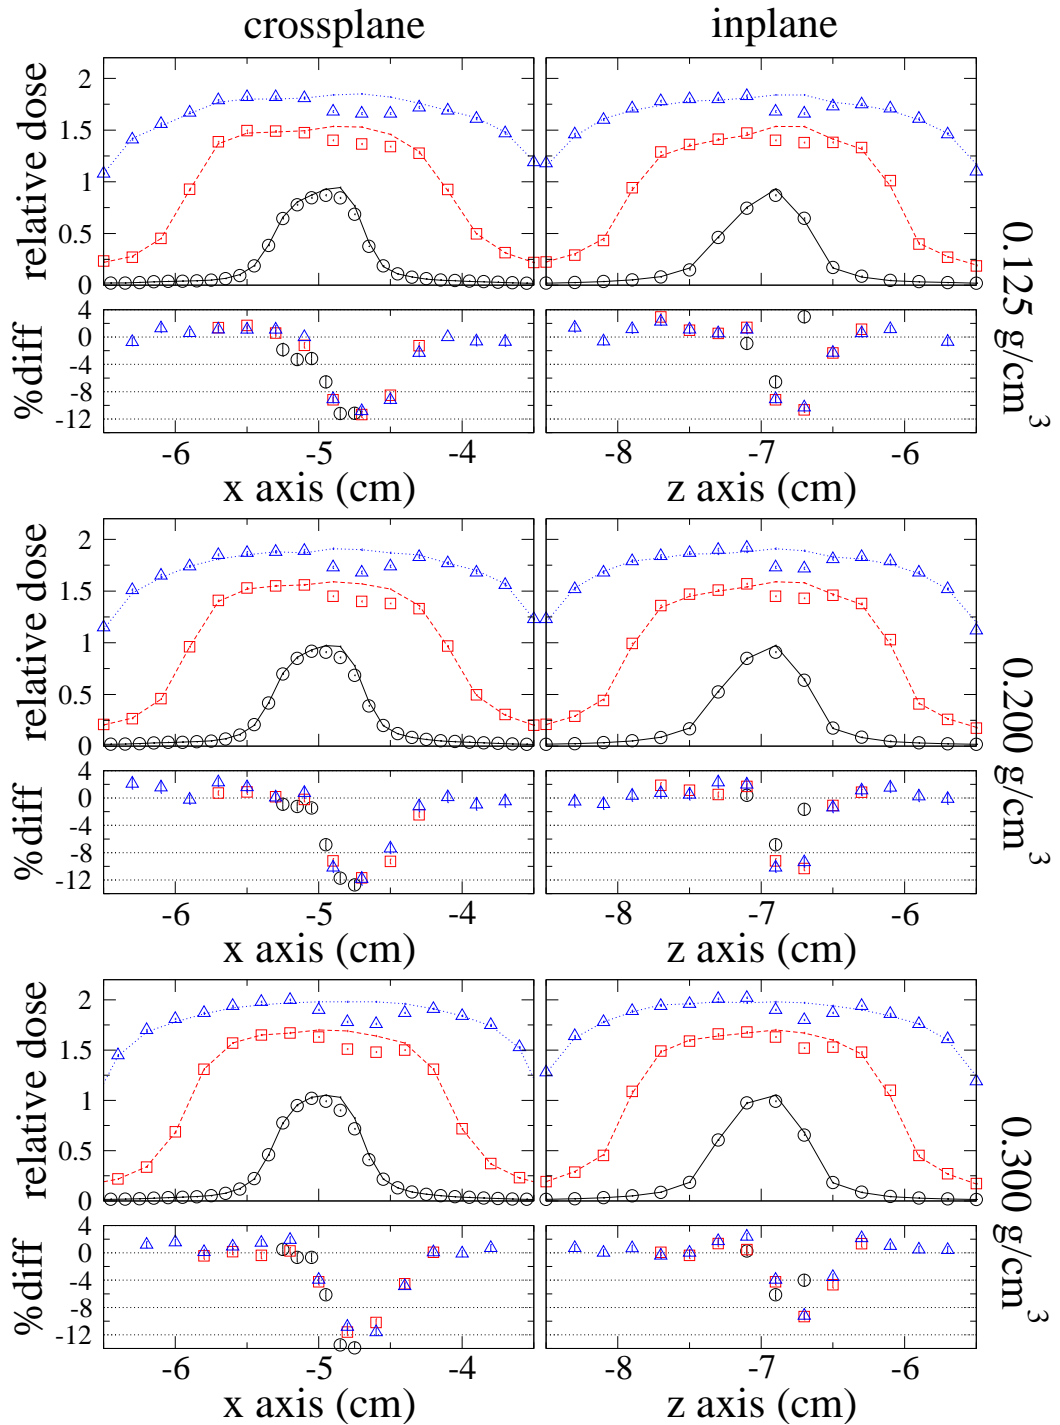 crossplane
inplane
relative dose
2
1.5
1
0.5
0
%diff
4
0
-4
-8
-12
-6
-5
-4
x axis (cm)
-8
-7
-6
z axis (cm)
0.125 g/cm³
relative dose
2
1.5
1
0.5
0
%diff
4
0
-4
-8
-12
-6
-5
-4
x axis (cm)
-8
-7
-6
z axis (cm)
0.200 g/cm³
relative dose
2
1.5
1
0.5
0
%diff
4
0
-4
-8
-12
-6
-5
-4
x axis (cm)
-8
-7
-6
z axis (cm)
0.300 g/cm³